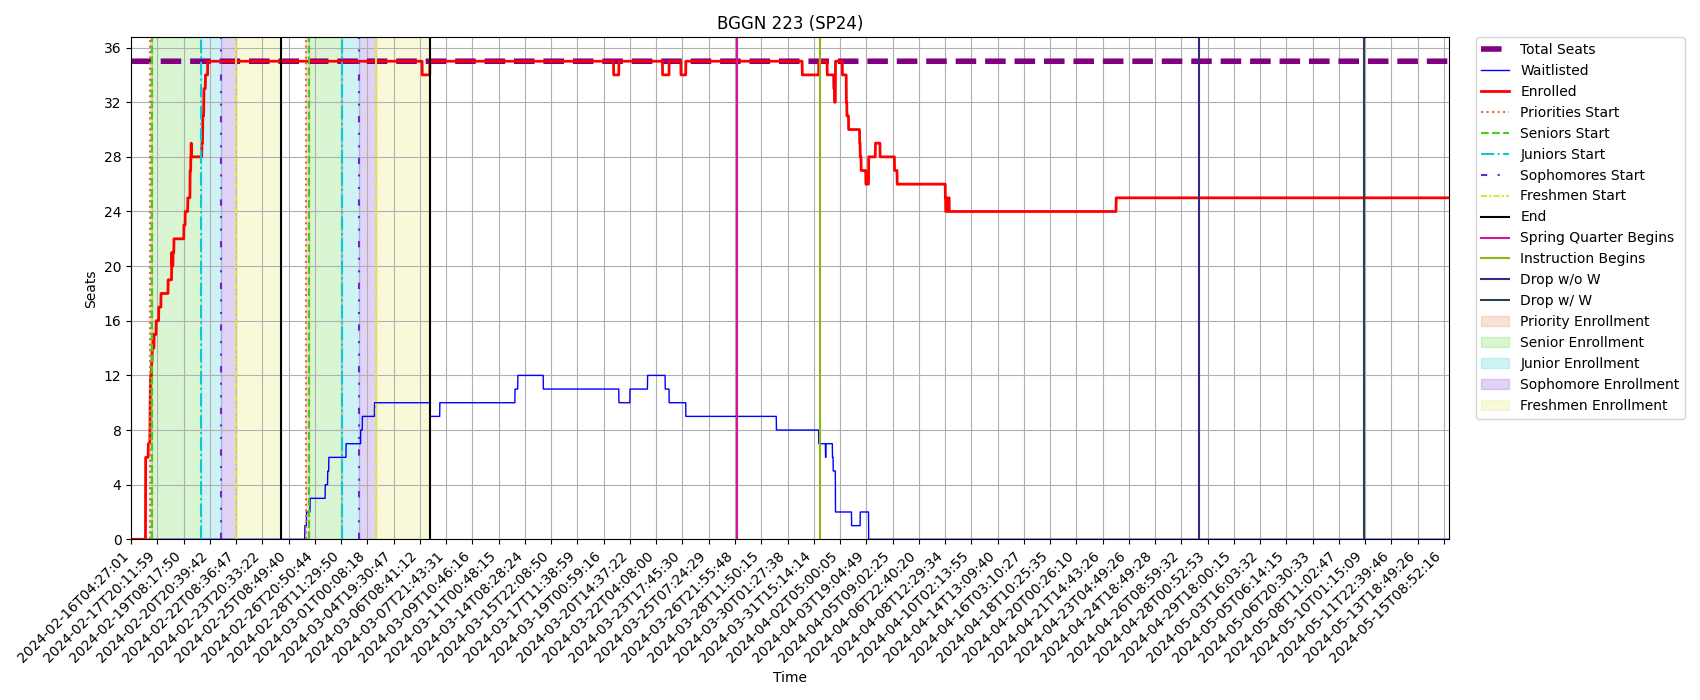 BGGN 223 (SP24)
Seats
36
32
28
24
20
16
12
8
4
0
2024-02-16T04:27:01
2024-02-17T20:11:59
2024-02-19T08:17:50
2024-02-20T20:39:42
2024-02-22T08:36:47
2024-02-23T20:33:22
2024-02-25T08:49:40
2024-02-26T20:50:44
2024-02-28T11:29:50
2024-03-01T00:08:18
2024-03-04T19:30:47
2024-03-06T08:41:12
2024-03-07T21:43:31
2024-03-09T10:46:16
2024-03-11T00:48:15
2024-03-14T08:28:24
2024-03-15T22:08:50
2024-03-17T11:38:59
2024-03-19T00:59:16
2024-03-20T14:37:22
2024-03-22T04:08:00
2024-03-23T17:45:30
2024-03-25T07:24:29
2024-03-26T21:55:48
2024-03-28T11:50:15
2024-03-30T01:27:38
2024-03-31T15:14:14
2024-04-02T05:00:05
2024-04-03T19:04:49
2024-04-05T09:02:25
2024-04-06T22:40:20
2024-04-08T12:29:34
2024-04-10T02:13:55
2024-04-14T13:09:40
2024-04-16T03:10:27
2024-04-18T10:25:35
2024-04-20T00:26:10
2024-04-21T14:43:26
2024-04-23T04:49:26
2024-04-24T18:49:28
2024-04-26T08:59:32
2024-04-28T00:52:53
2024-04-29T18:00:15
2024-05-03T16:03:32
2024-05-05T06:14:15
2024-05-06T20:30:33
2024-05-08T11:02:47
2024-05-10T01:15:09
2024-05-11T22:39:46
2024-05-13T18:49:26
2024-05-15T08:52:16
Time
Total Seats
Waitlisted
Enrolled
Priorities Start
Seniors Start
Juniors Start
Sophomores Start
Freshmen Start
End
Spring Quarter Begins
Instruction Begins
Drop w/o W
Drop w/ W
Priority Enrollment
Senior Enrollment
Junior Enrollment
Sophomore Enrollment
Freshmen Enrollment